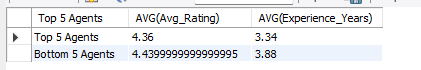 Top 5 Agents AVG(Avg_Rating) AVG(Experience_Years)
Top 5 Agents 4.36 3.34
Bottom 5 Agents 4.4399999999999995 3.88